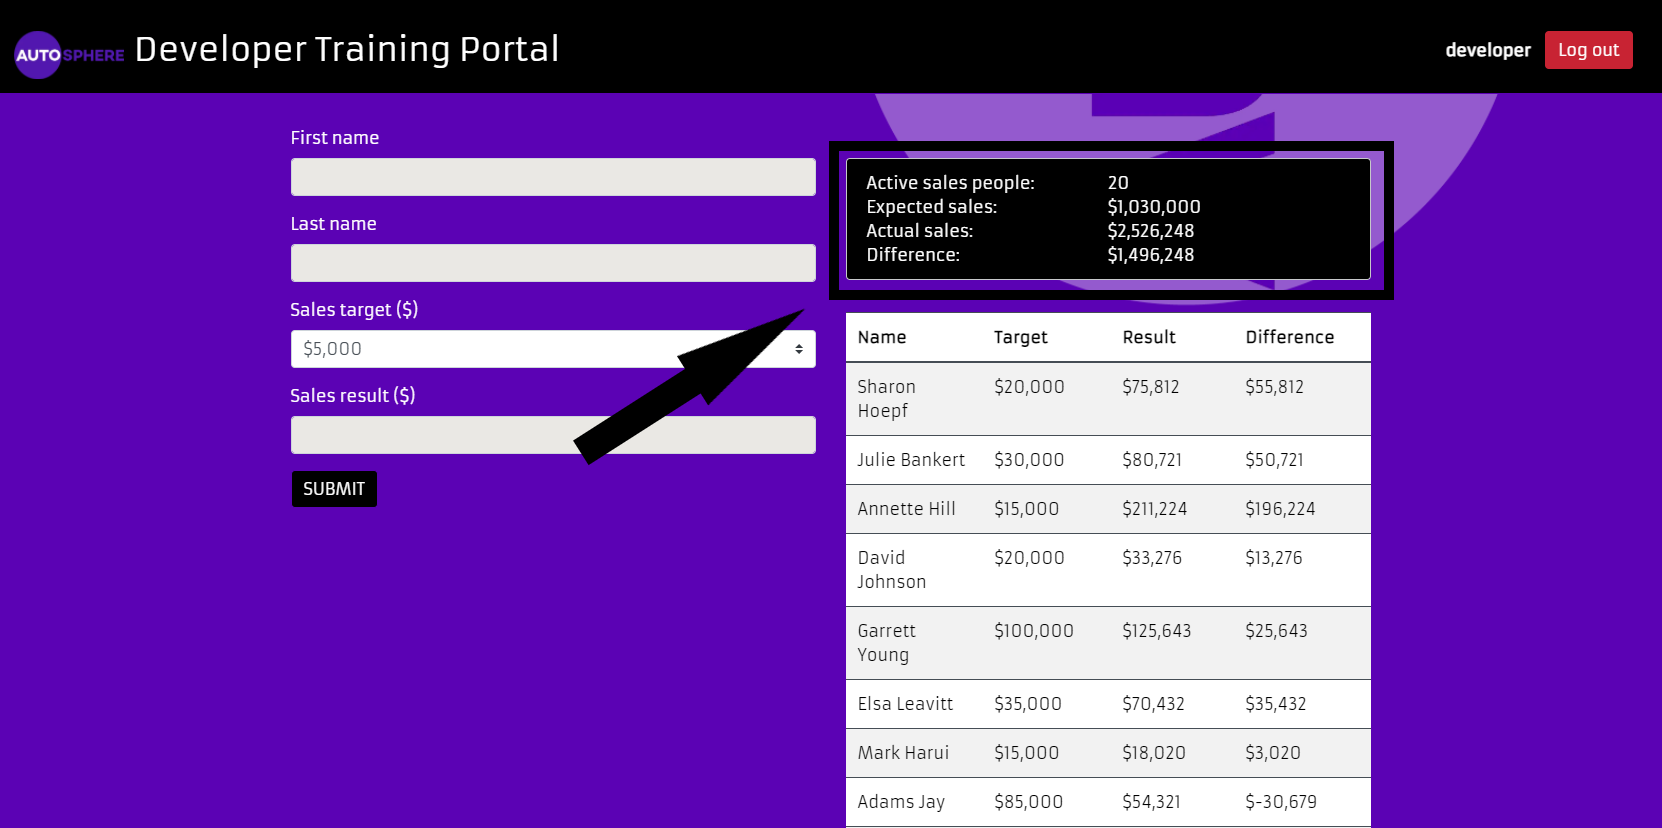 AUTOSPHERE Developer Training Portal
developer Log out
First name
Last name
Sales target ($)
$5,000
Sales result ($)
SUBMIT
Active sales people: 20
Expected sales: $1,030,000
Actual sales: $2,526,248
Difference: $1,496,248
Name Target Result Difference
Sharon Hoepf $20,000 $75,812 $55,812
Julie Bankert $30,000 $80,721 $50,721
Annette Hill $15,000 $211,224 $196,224
David Johnson $20,000 $33,276 $13,276
Garrett Young $100,000 $125,643 $25,643
Elsa Leavitt $35,000 $70,432 $35,432
Mark Harui $15,000 $18,020 $3,020
Adams Jay $85,000 $54,321 $-30,679